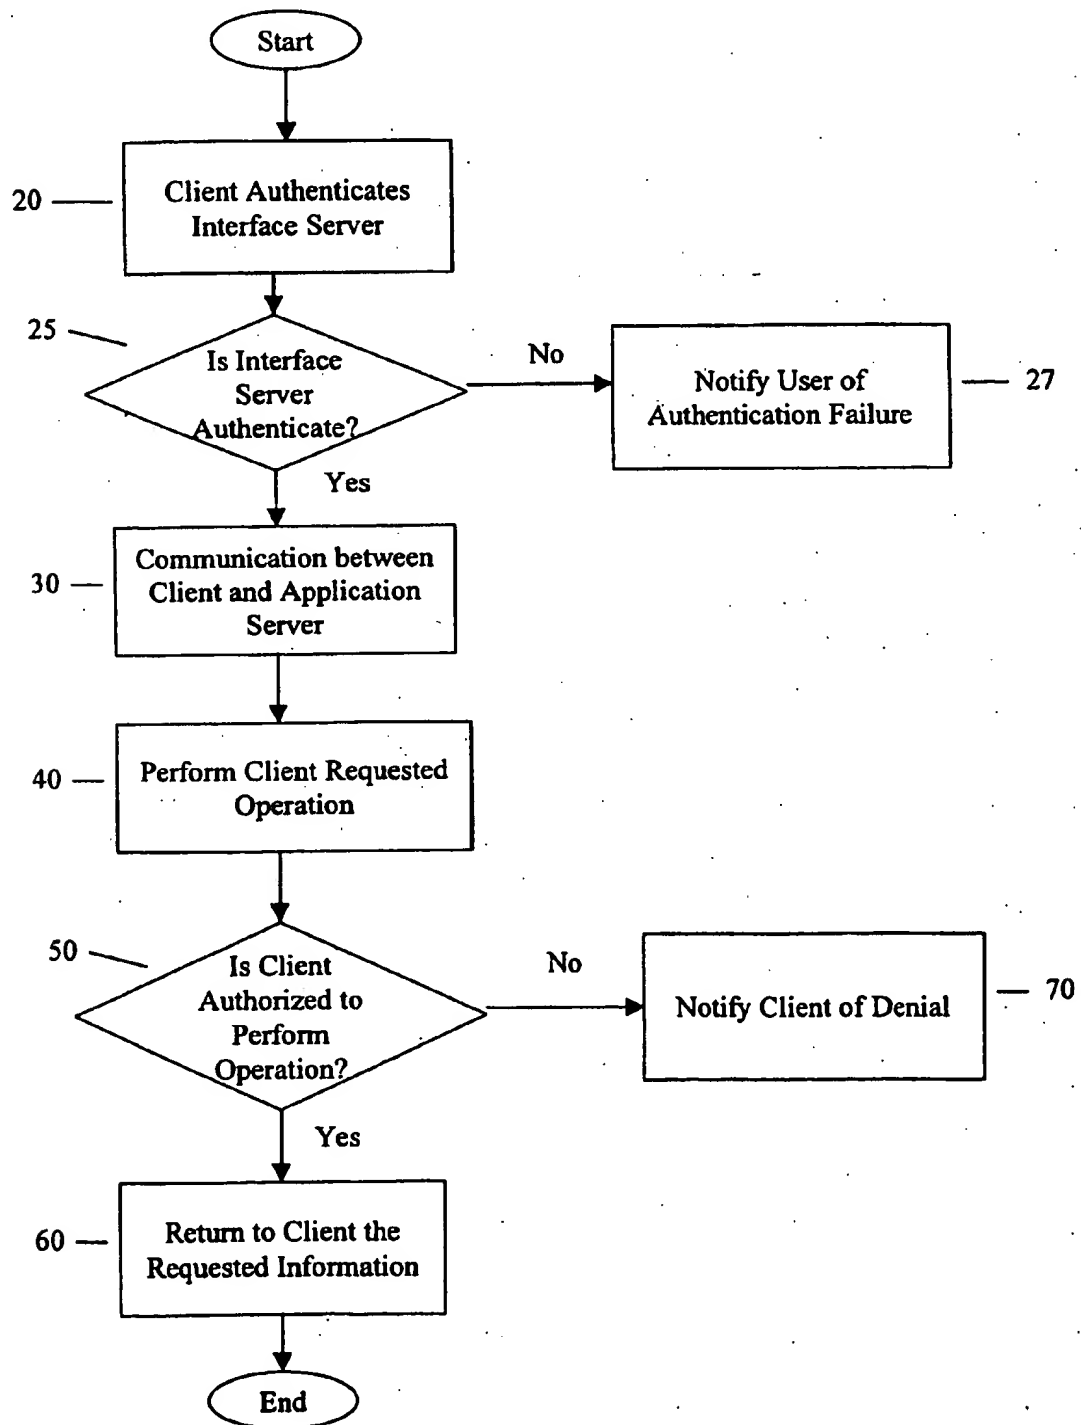 Start
20
Client Authenticates
Interface Server
25
Is Interface
Server
Authenticate?
No
Notify User of
Authentication Failure
27
Yes
30
Communication between
Client and Application
Server
40
Perform Client Requested
Operation
50
Is Client
Authorized to
Perform
Operation?
No
Notify Client of Denial
70
Yes
60
Return to Client the
Requested Information
End